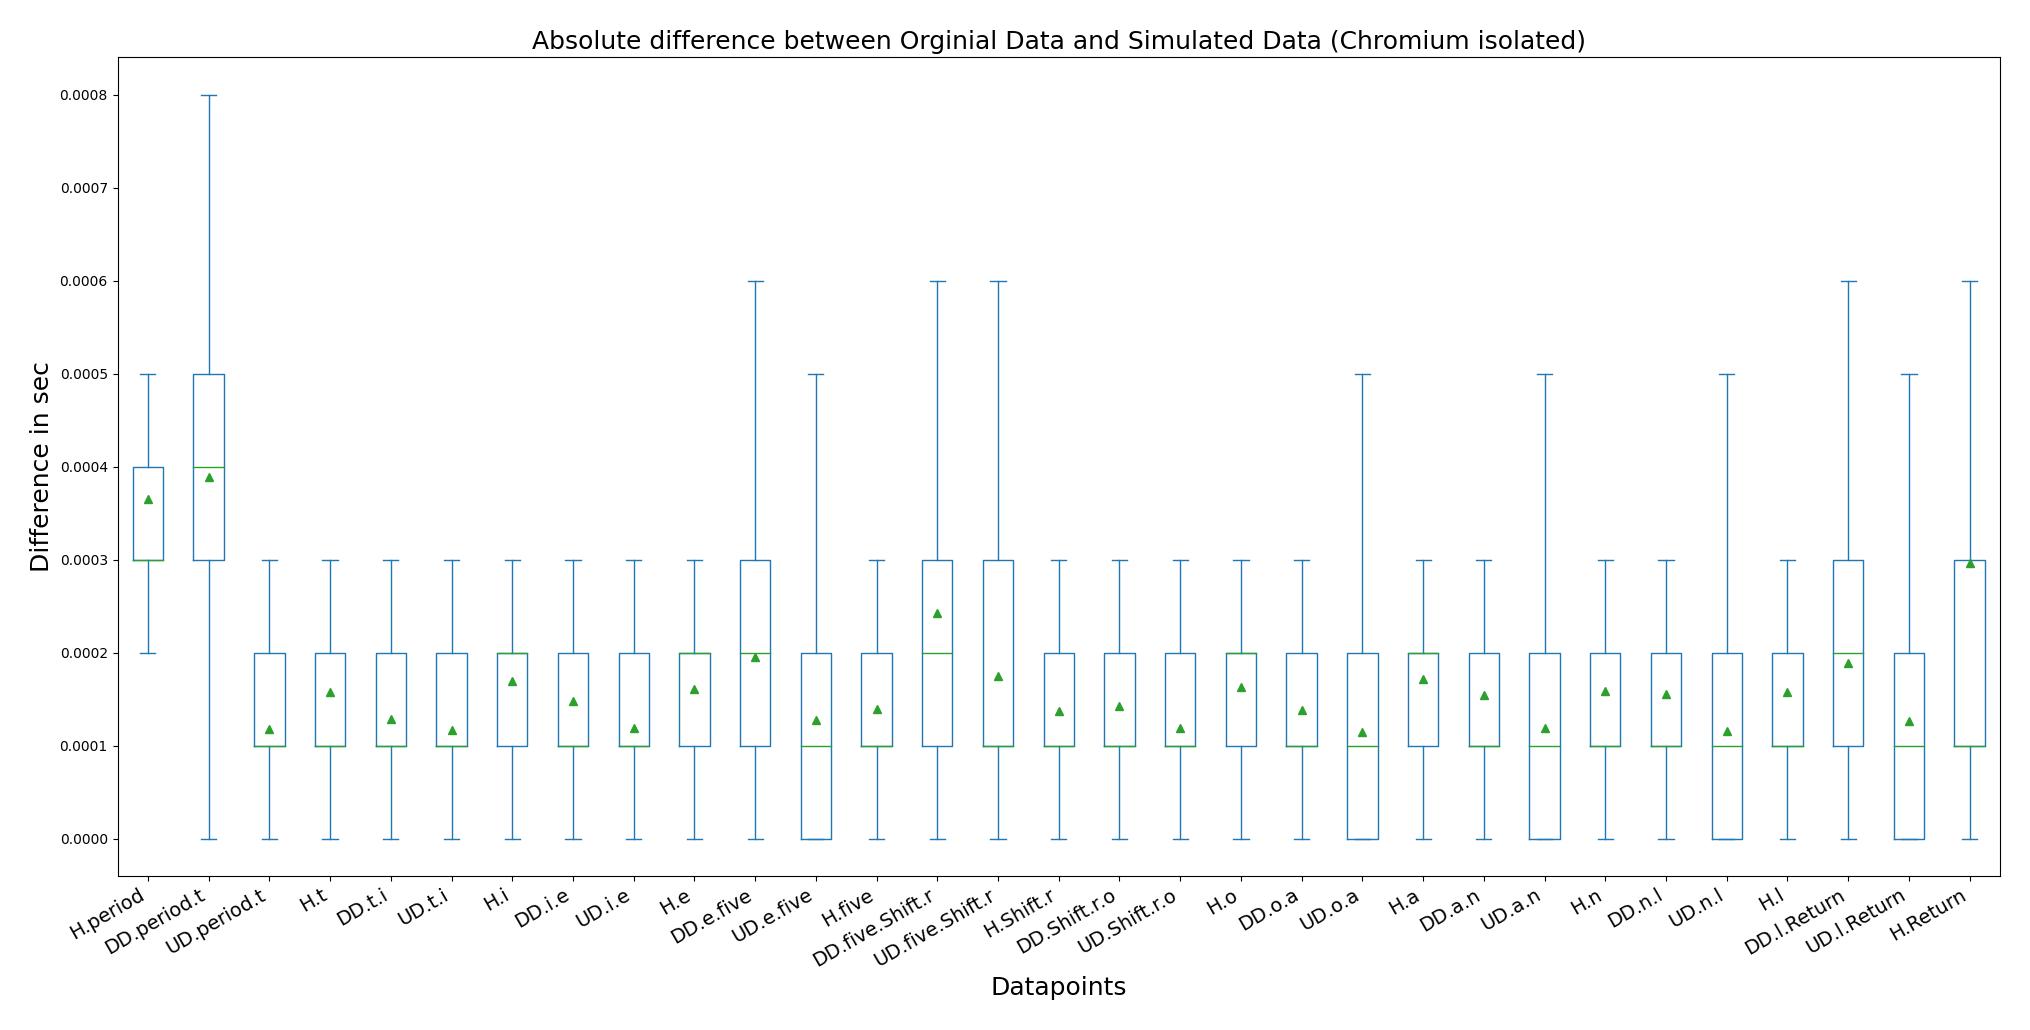 Absolute difference between Orginial Data and Simulated Data (Chromium isolated)
Difference in sec
0.0008
0.0007
0.0006
0.0005
0.0004
0.0003
0.0002
0.0001
0.0000
H.period
DD.period.t
UD.period.t
H.t
DD.t.i
UD.t.i
H.i
DD.i.e
UD.i.e
H.e
DD.e.five
UD.e.five
H.five
DD.five.Shift.r
UD.five.Shift.r
H.Shift.r
DD.Shift.r.o
UD.Shift.r.o
H.o
DD.o.a
UD.o.a
H.a
DD.a.n
UD.a.n
H.n
DD.n.l
UD.n.l
H.l
DD.l.Return
UD.l.Return
H.Return
Datapoints